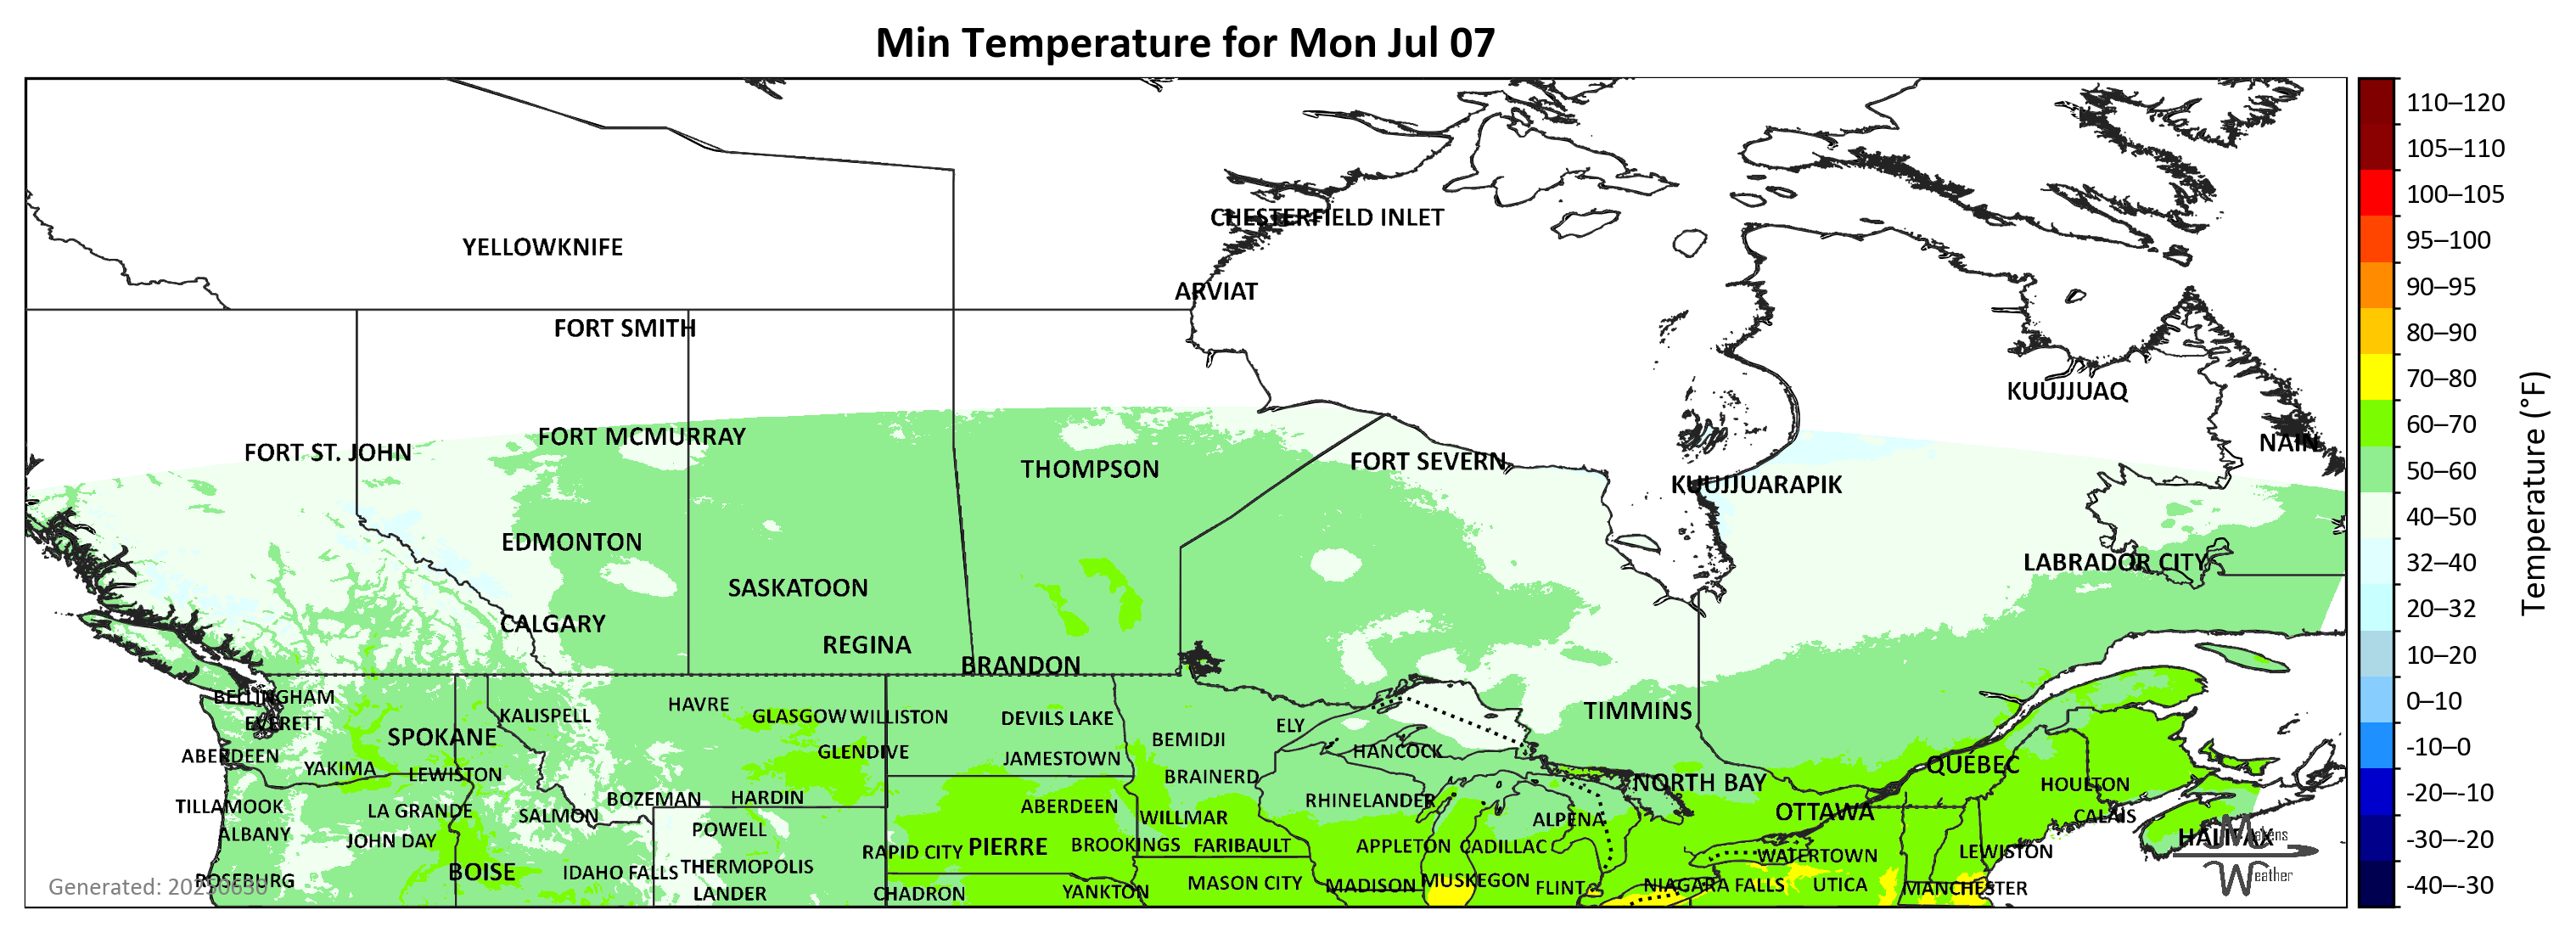 Min Temperature for Mon Jul 07
110–120
105–110
100–105
95–100
90–95
80–90
70–80
60–70
50–60
40–50
32–40
20–32
10–20
0–10
-10–0
-20–-10
-30–-20
-40–-30
Temperature (°F)
CHESTERFIELD INLET
YELLOWKNIFE
ARVIAT
FORT SMITH
KUUJJUAQ
FORT MCMURRAY
NAIN
FORT ST. JOHN
FORT SEVERN
THOMPSON
KUUJJUARAPIK
EDMONTON
LABRADOR CITY
SASKATOON
CALGARY
REGINA
BRANDON
BELLINGHAM
HAVRE
TIMMINS
KALISPELL
GLASGOW
WILLISTON
DEVILS LAKE
EVERETT
ELY
SPOKANE
BEMIDJI
HANCOCK
GLENDIVE
ABERDEEN
JAMESTOWN
QUÉBEC
YAKIMA
LEWISTON
BRAINERD
NORTH BAY
HOULTON
BOZEMAN
HARDIN
RHINELANDER
TILLAMOOK
LA GRANDE
ABERDEEN
OTTAWA
SALMON
WILLMAR
CALAIS
ALPENA
POWELL
ALBANY
HALIFAX
JOHN DAY
BROOKINGS
FARIBAULT
APPLETON
CADILLAC
PIERRE
RAPID CITY
WATERTOWN
LEWISTON
THERMOPOLIS
BOISE
IDAHO FALLS
ROSEBURG
MUSKEGON
MASON CITY
MADISON
NIAGARA FALLS
UTICA
FLINT
MANCHESTER
LANDER
CHADRON
YANKTON
Generated: 20250630
Makens
Weather